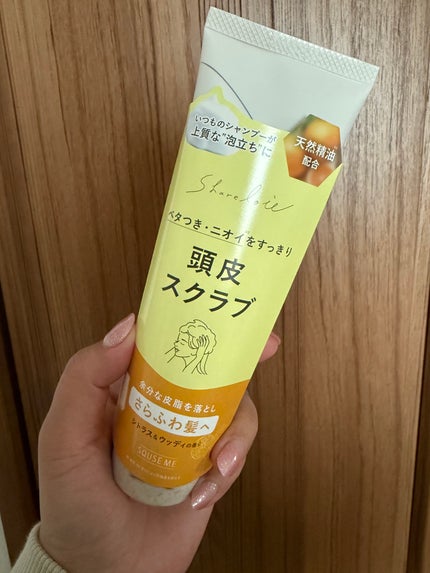 いつものシャンプーが
上質な"泡立ち"に
天然精油
配合
Shareloie
ベタつき・ニオイをすっきり
頭皮
スクラブ
余分な皮脂を落とし
さらふわ髪へ
シトラス&ウッディの香り
SQUSE ME